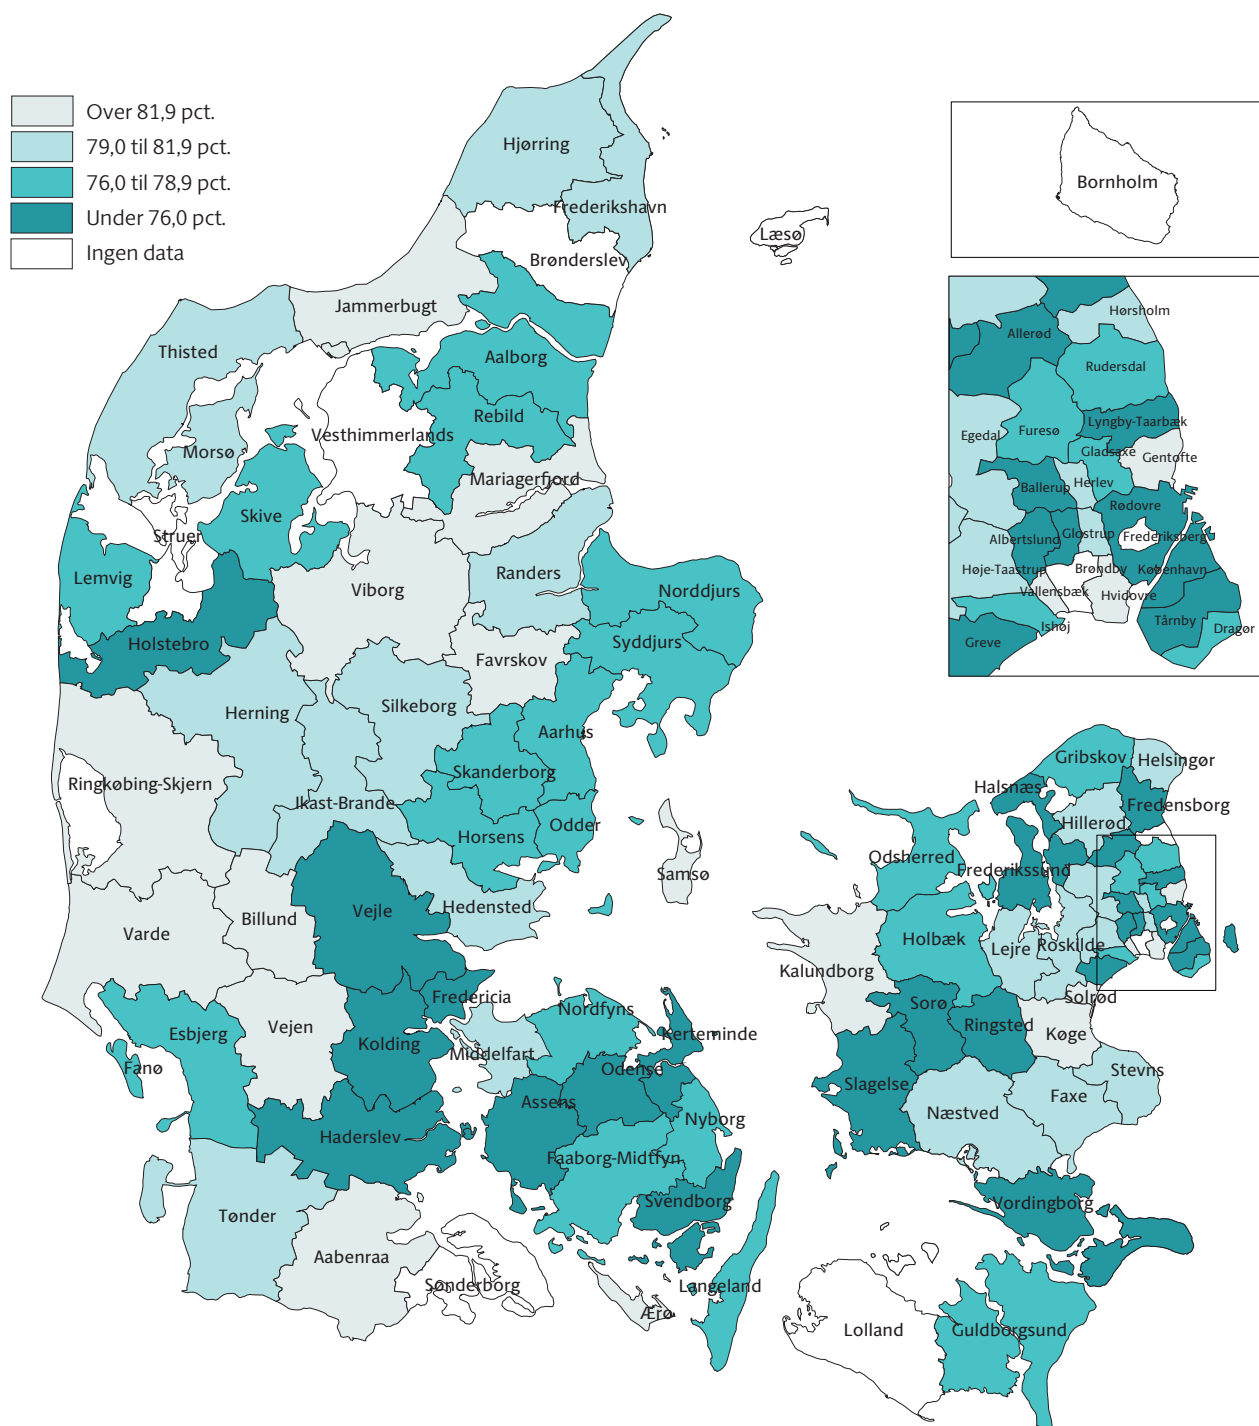 Over 81,9 pct.
79,0 til 81,9 pct.
76,0 til 78,9 pct.
Under 76,0 pct.
Ingen data
Hjørring
Frederikshavn
Læsø
Brønderslev
Jammerbugt
Thisted
Aalborg
Rebild
Vesthimmerlands
Morsø
Mariagerfjord
Skive
Struer
Lemvig
Randers
Viborg
Norddjurs
Holstebro
Syddjurs
Favrskov
Silkeborg
Herning
Aarhus
Skanderborg
Ringkøbing-Skjern
Ikast-Brande
Odder
Horsens
Samsø
Hedensted
Vejle
Billund
Varde
Fredericia
Vejen
Esbjerg
Kolding
Fanø
Nordfyns
Kerteminde
Middelfart
Odense
Assens
Nyborg
Haderslev
Faaborg-Midtfyn
Svendborg
Tønder
Aabenraa
Sønderborg
Langeland
Ærø
Bornholm
Hørsholm
Allerød
Rudersdal
Lyngby-Taarbæk
Furesø
Egedal
Gladsaxe
Gentofte
Ballerup
Herlev
Rødovre
Glostrup
Frederiksberg
Albertslund
Høje-Taastrup
Brøndby
København
Vallensbæk
Hvidovre
Tårnby
Ishøj
Dragør
Greve
Gribskov
Helsingør
Halsnæs
Fredensborg
Hillerød
Odsherred
Frederikssund
Holbæk
Lejre
Roskilde
Kalundborg
Solrød
Sorø
Ringsted
Køge
Stevns
Slagelse
Faxe
Næstved
Vordingborg
Lolland
Guldborgsund